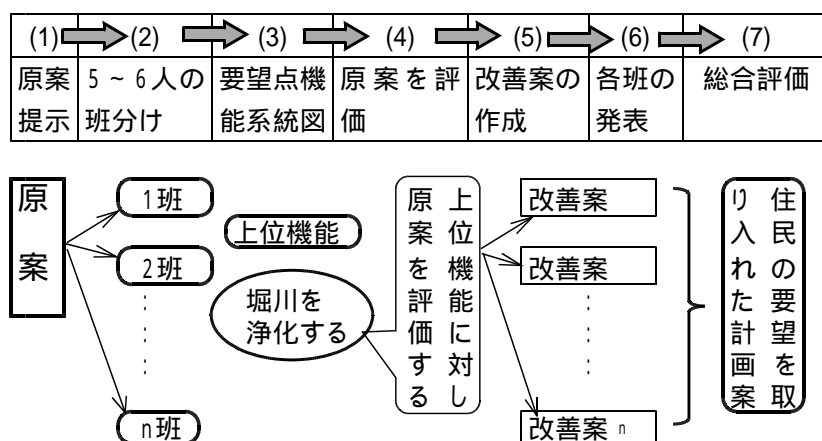 (1) (2) (3) (4) (5) (6) (7)
原案 5～6人の 要望点機 原案を評 改善案の 各班の 総合評価
提示 班分け 能系統図 価 作成 発表
原案
1班
2班
n班
上位機能
堀川を
浄化する
上位機能に対し
原案を評価する
改善案
改善案
改善案 n
住民の要望を取
り入れた計画案